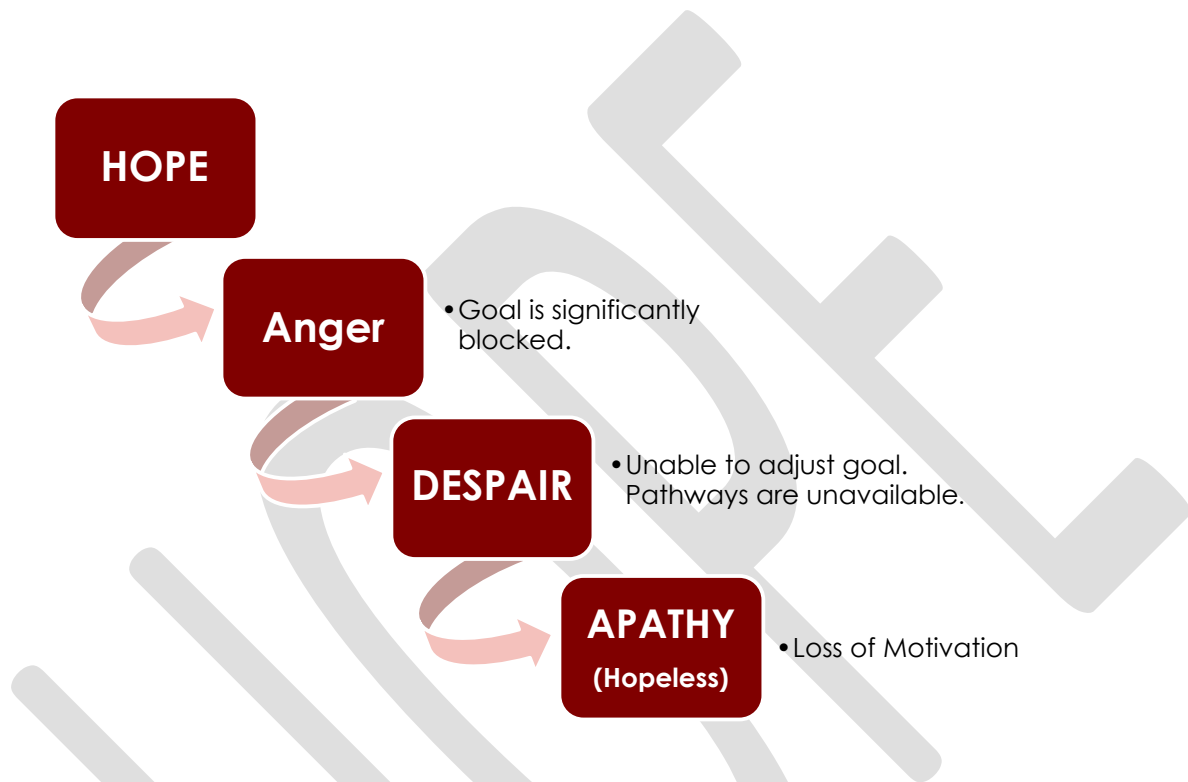 HOPE
Anger
•Goal is significantly
blocked.
DESPAIR
•Unable to adjust goal.
Pathways are unavailable.
APATHY
(Hopeless)
•Loss of Motivation